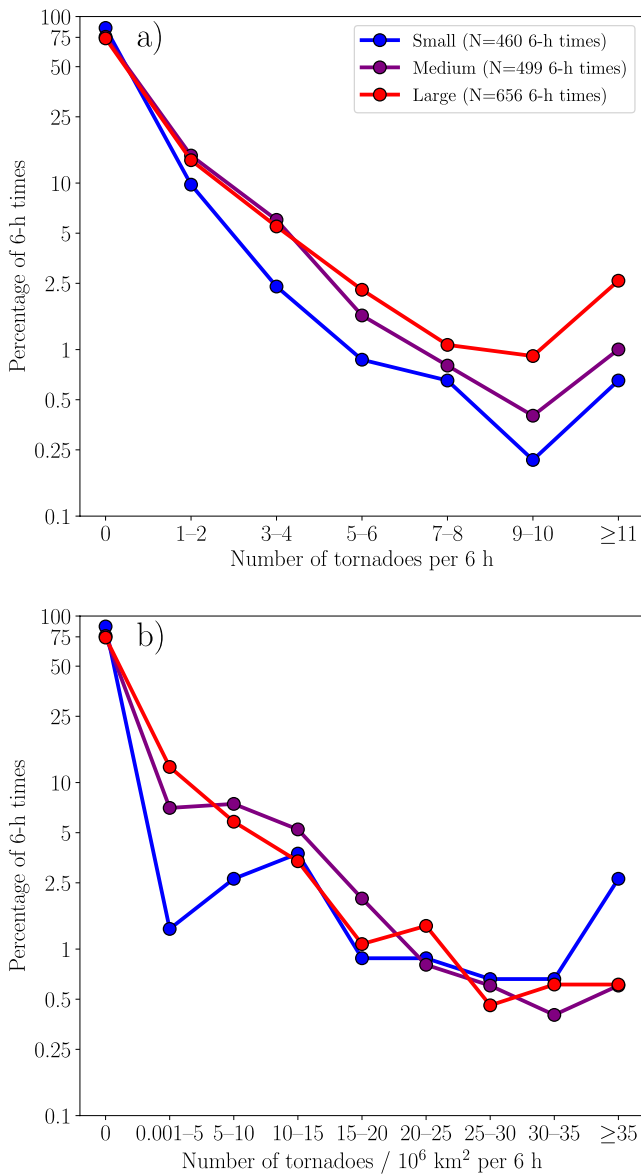 a)
Small (N=460 6-h times)
Medium (N=499 6-h times)
Large (N=656 6-h times)
Percentage of 6-h times
100
75
50
25
10
5
2.5
1
0.5
0.25
0.1
0 1–2 3–4 5–6 7–8 9–10 ≥11
Number of tornadoes per 6 h
b)
Percentage of 6-h times
100
75
50
25
10
5
2.5
1
0.5
0.25
0.1
0 0.001–5 5–10 10–15 15–20 20–25 25–30 30–35 ≥35
Number of tornadoes / 10⁶ km² per 6 h